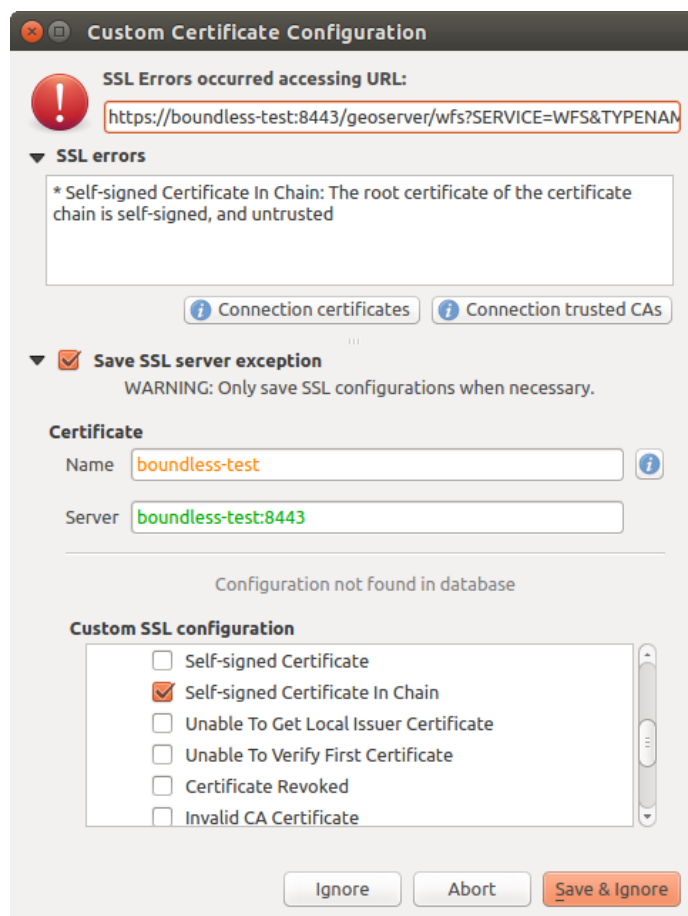 Custom Certificate Configuration
SSL Errors occurred accessing URL:
https://boundless-test:8443/geoserver/wfs?SERVICE=WFS&TYPENAM
SSL errors
* Self-signed Certificate In Chain: The root certificate of the certificate
chain is self-signed, and untrusted
Connection certificates
Connection trusted CAs
Save SSL server exception
WARNING: Only save SSL configurations when necessary.
Certificate
Name boundless-test
Server boundless-test:8443
Configuration not found in database
Custom SSL configuration
Self-signed Certificate
Self-signed Certificate In Chain
Unable To Get Local Issuer Certificate
Unable To Verify First Certificate
Certificate Revoked
Invalid CA Certificate
Ignore
Abort
Save & Ignore